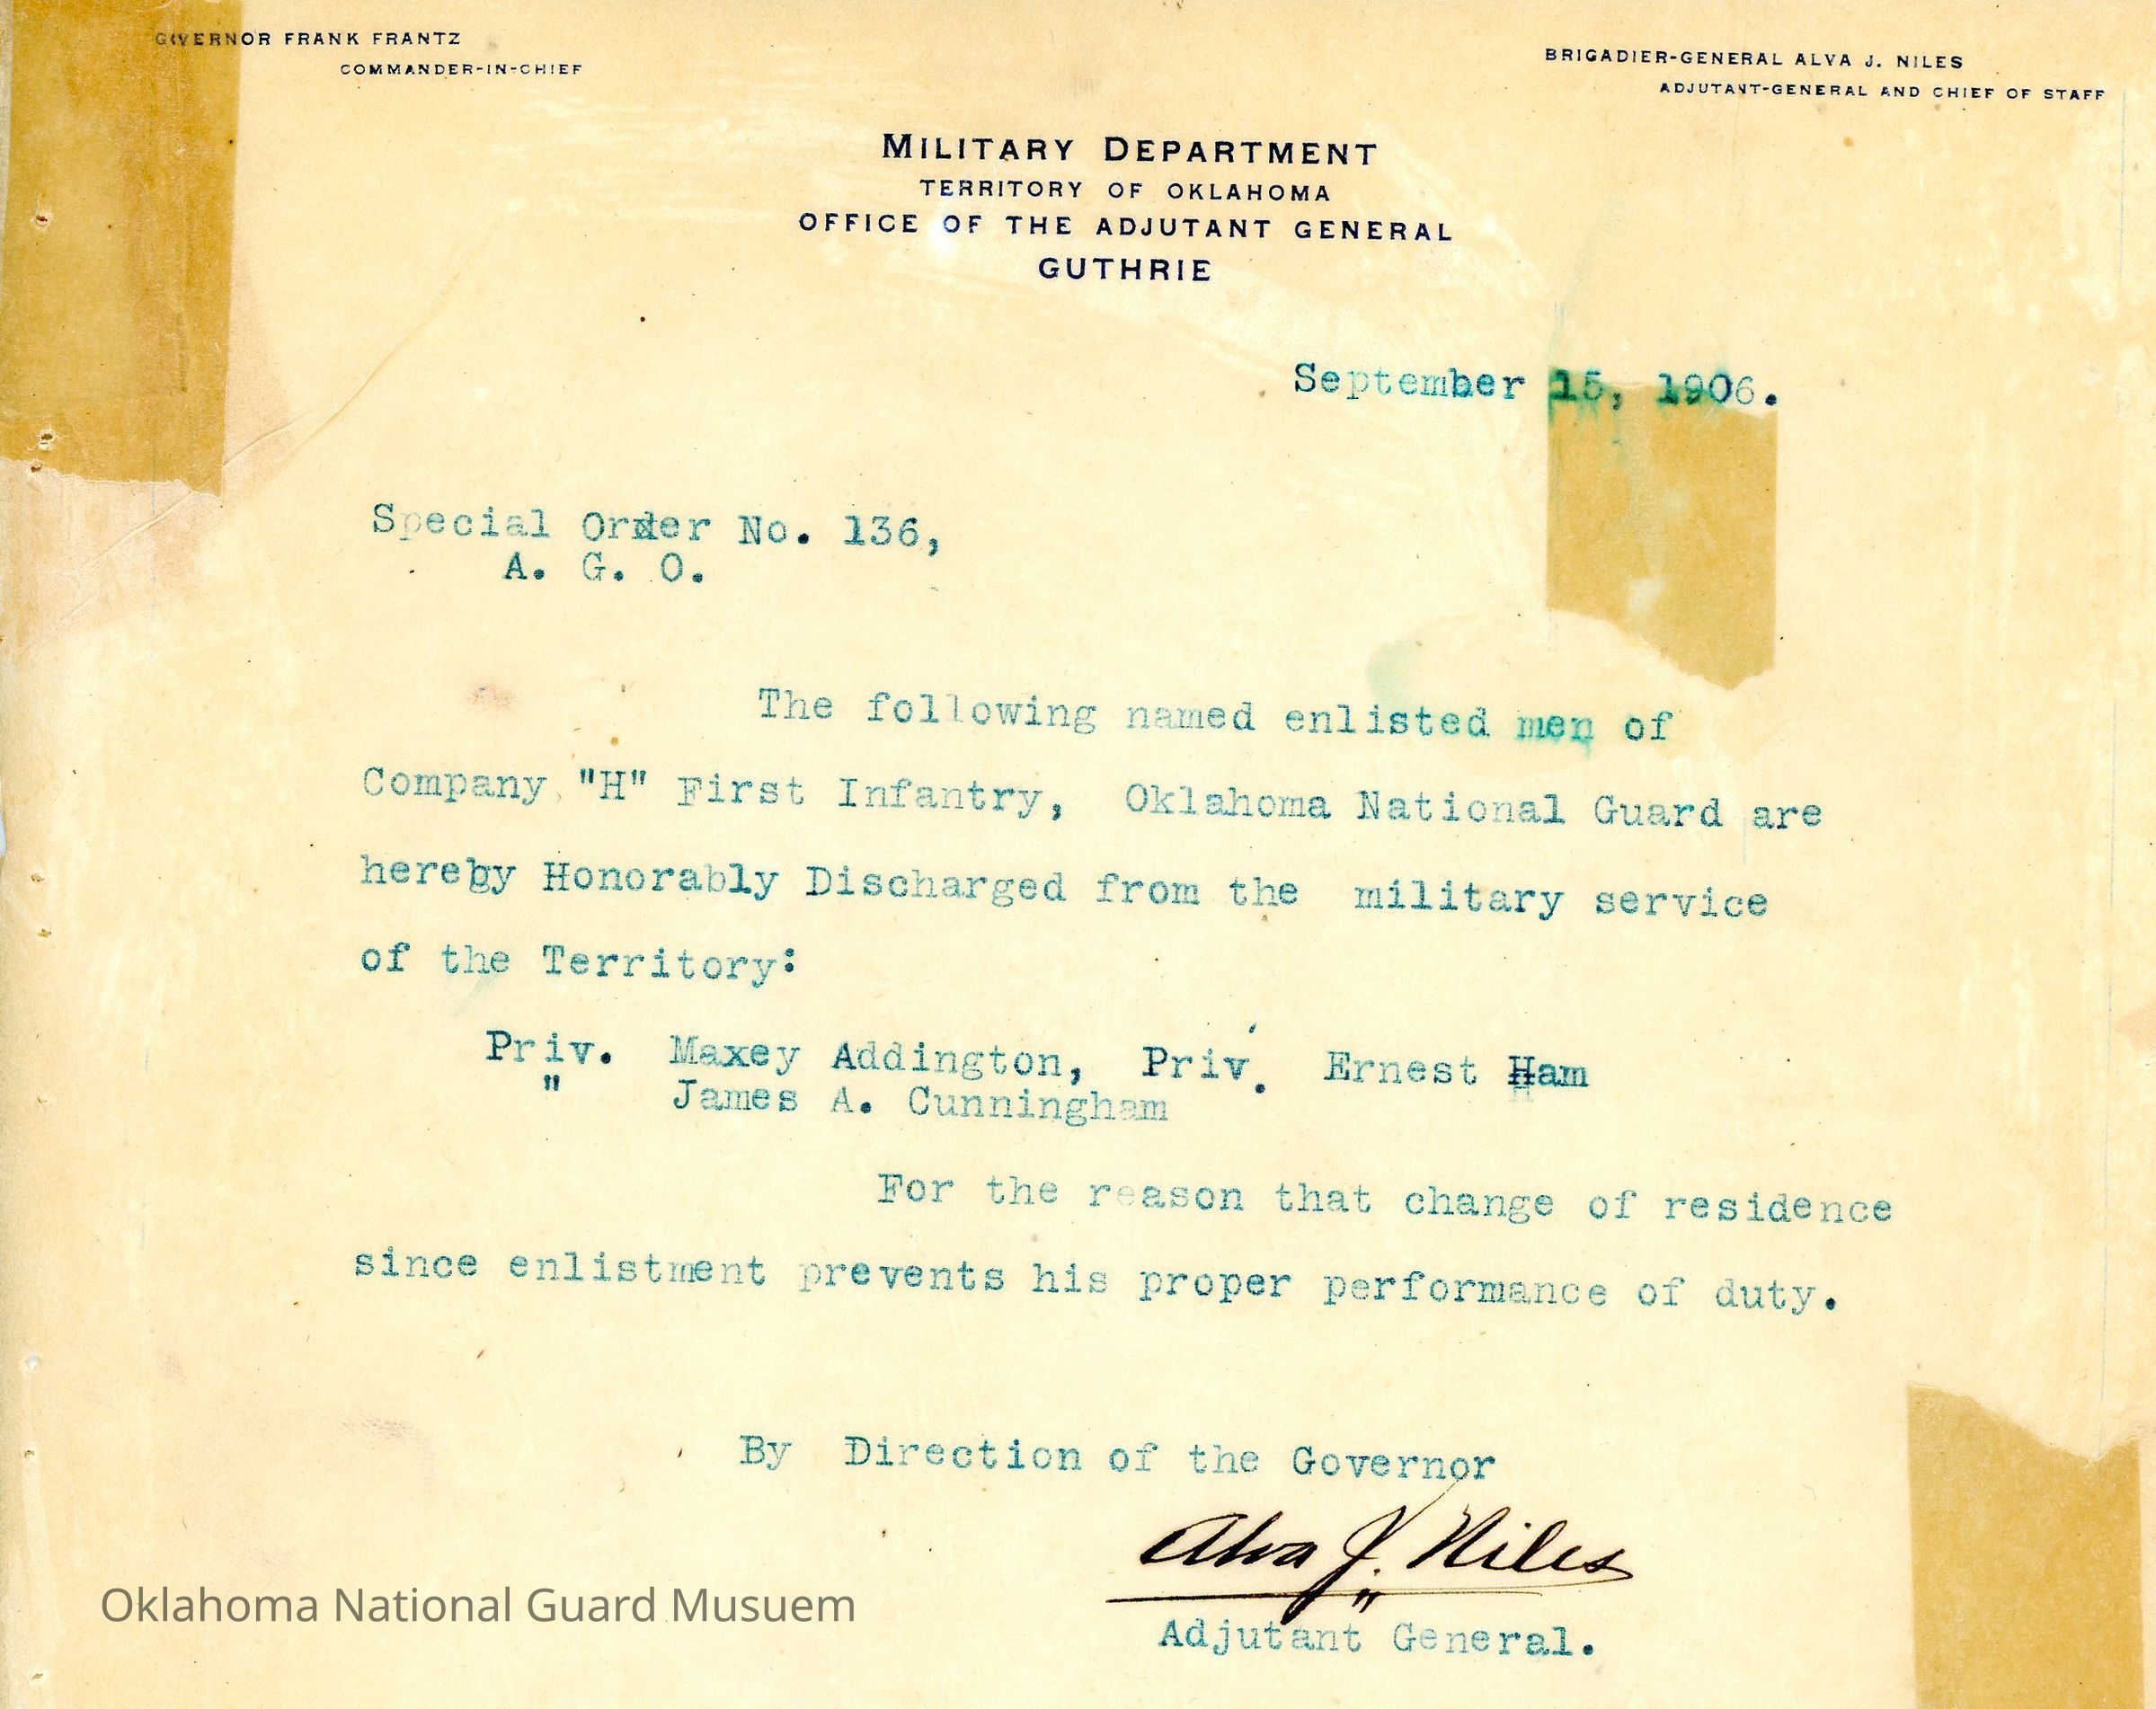 GOVERNOR FRANK FRANTZ
COMMANDER-IN-CHIEF
BRIGADIER-GENERAL ALVA J. NILES
ADJUTANT-GENERAL AND CHIEF OF STAFF
MILITARY DEPARTMENT
TERRITORY OF OKLAHOMA
OFFICE OF THE ADJUTANT GENERAL
GUTHRIE
September 15, 1906.
Special Order No. 136,
A. G. O.
The following named enlisted men of
Company "H" First Infantry, Oklahoma National Guard are
hereby Honorably Discharged from the military service
of the Territory:
Priv. Maxey Addington, Priv. Ernest Ham
" James A. Cunningham
For the reason that change of residence
since enlistment prevents his proper performance of duty.
By Direction of the Governor
Alva J. Niles
Adjutant General.
Oklahoma National Guard Musuem